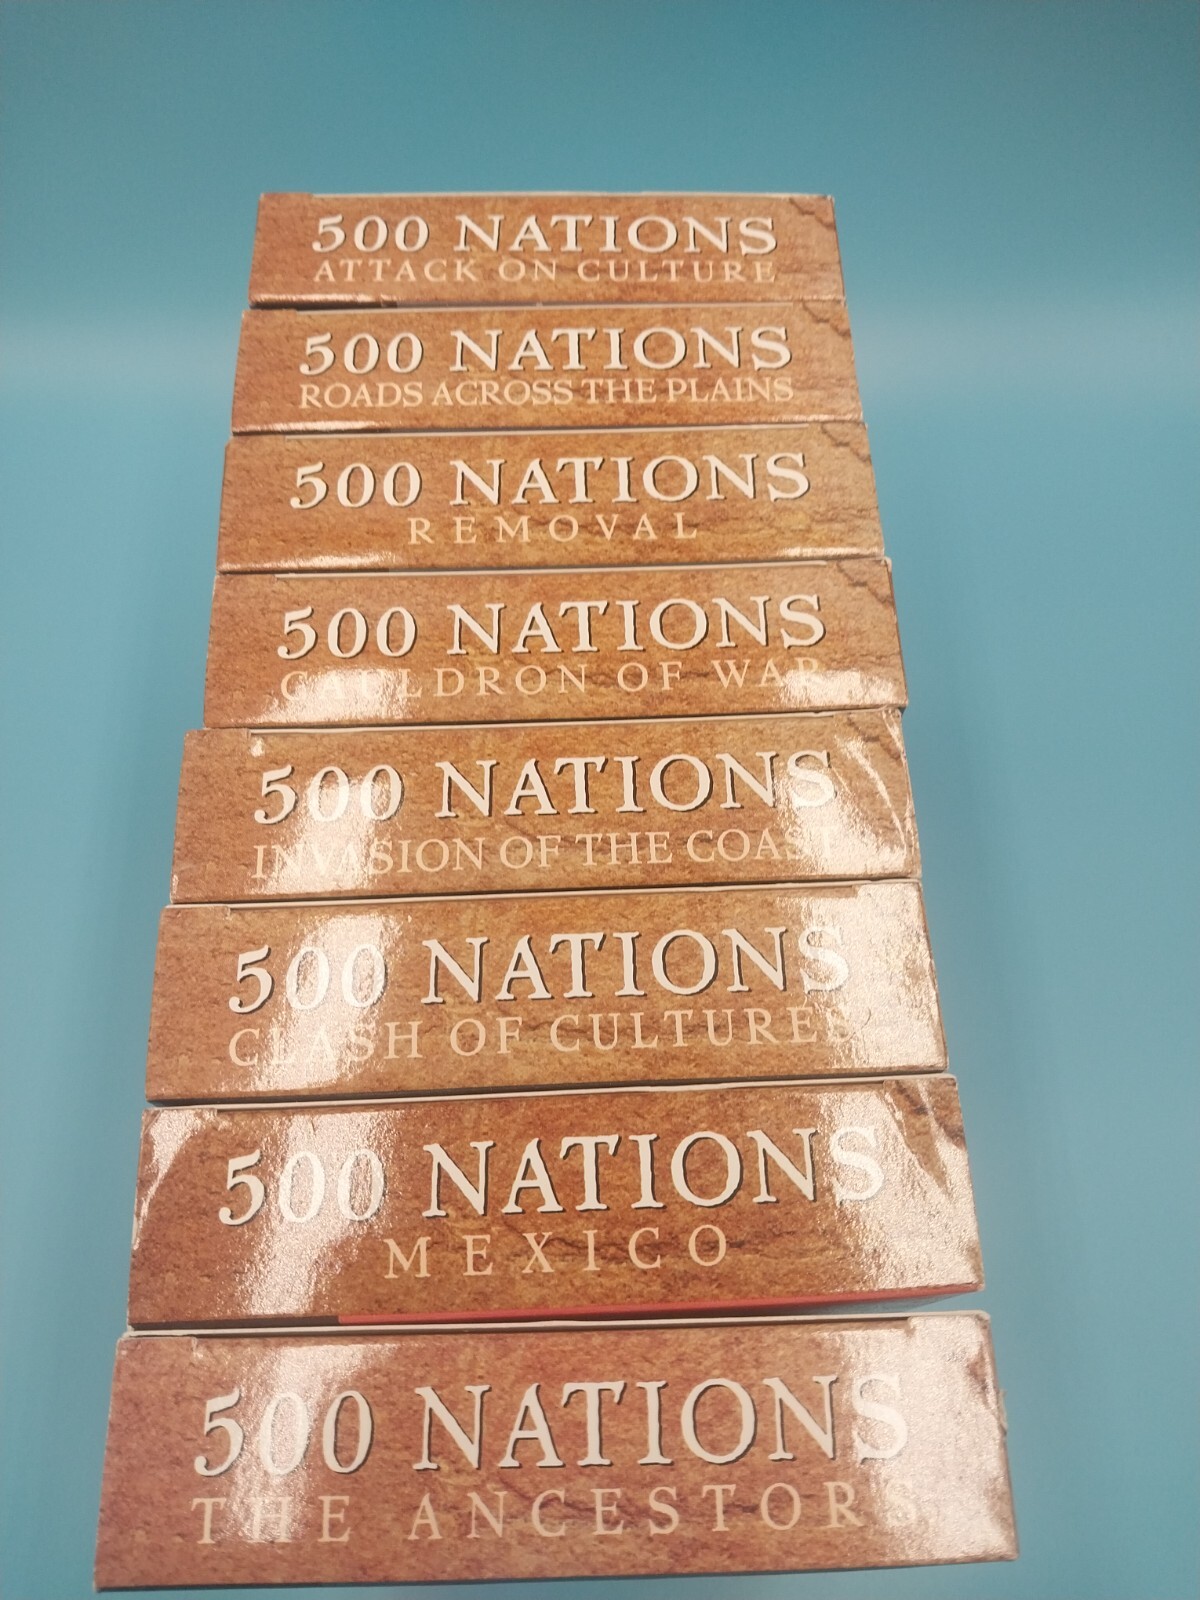 500 NATIONS
ATTACK ON CULTURE
500 NATIONS
ROADS ACROSS THE PLAINS
500 NATIONS
REMOVAL
500 NATIONS
CAULDRON OF WAR
500 NATIONS
INVASION OF THE COAST
500 NATIONS
CLASH OF CULTURES
500 NATIONS
MEXICO
500 NATIONS
THE ANCESTORS